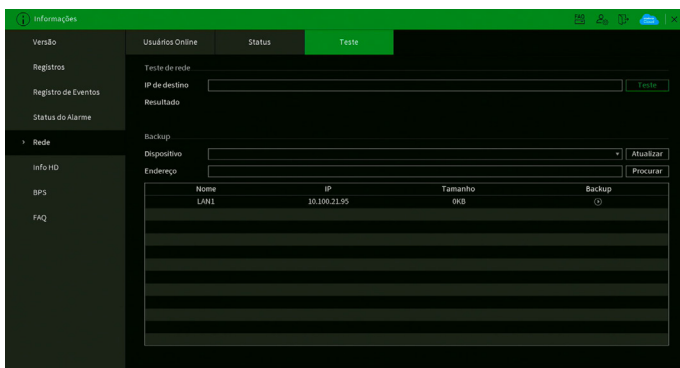 Informações
Versão
Registros
Registro de Eventos
Status do Alarme
Rede
Info HD
BPS
FAQ
Usuários Online Status Teste
Teste de rede
IP de destino Teste
Resultado
Backup
Dispositivo Atualizar
Endereço Procurar
Nome IP Tamanho Backup
LAN1 10.100.21.95 0KB